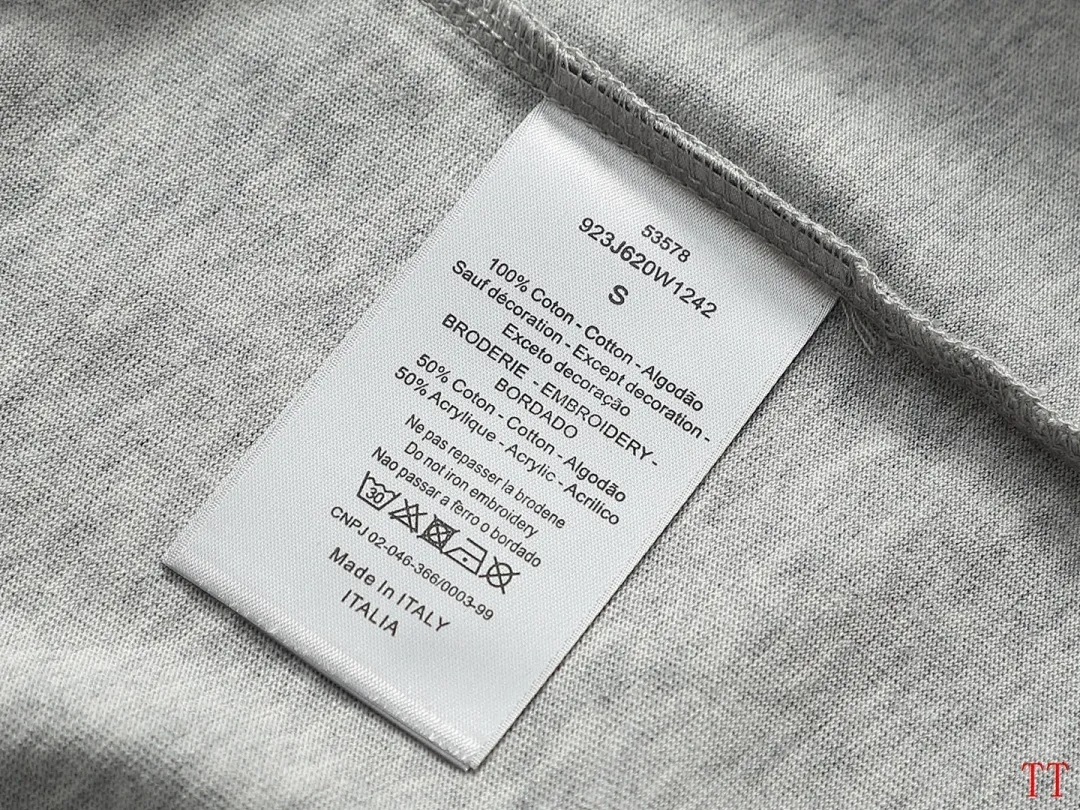 53578
923J620W1242
S
100% Coton - Cotton - Algodão
Sauf décoration - Except decoration -
Exceto decoração
BRODERIE - EMBROIDERY -
BORDADO
50% Coton - Cotton - Algodão
50% Acrylique - Acrylic - Acrilico
Ne pas repasser la brodene
Do not iron embroidery
Nao passar a ferro o bordado
30
CNPJ 02-046-366/0003-99
Made In ITALY
ITALIA
TT